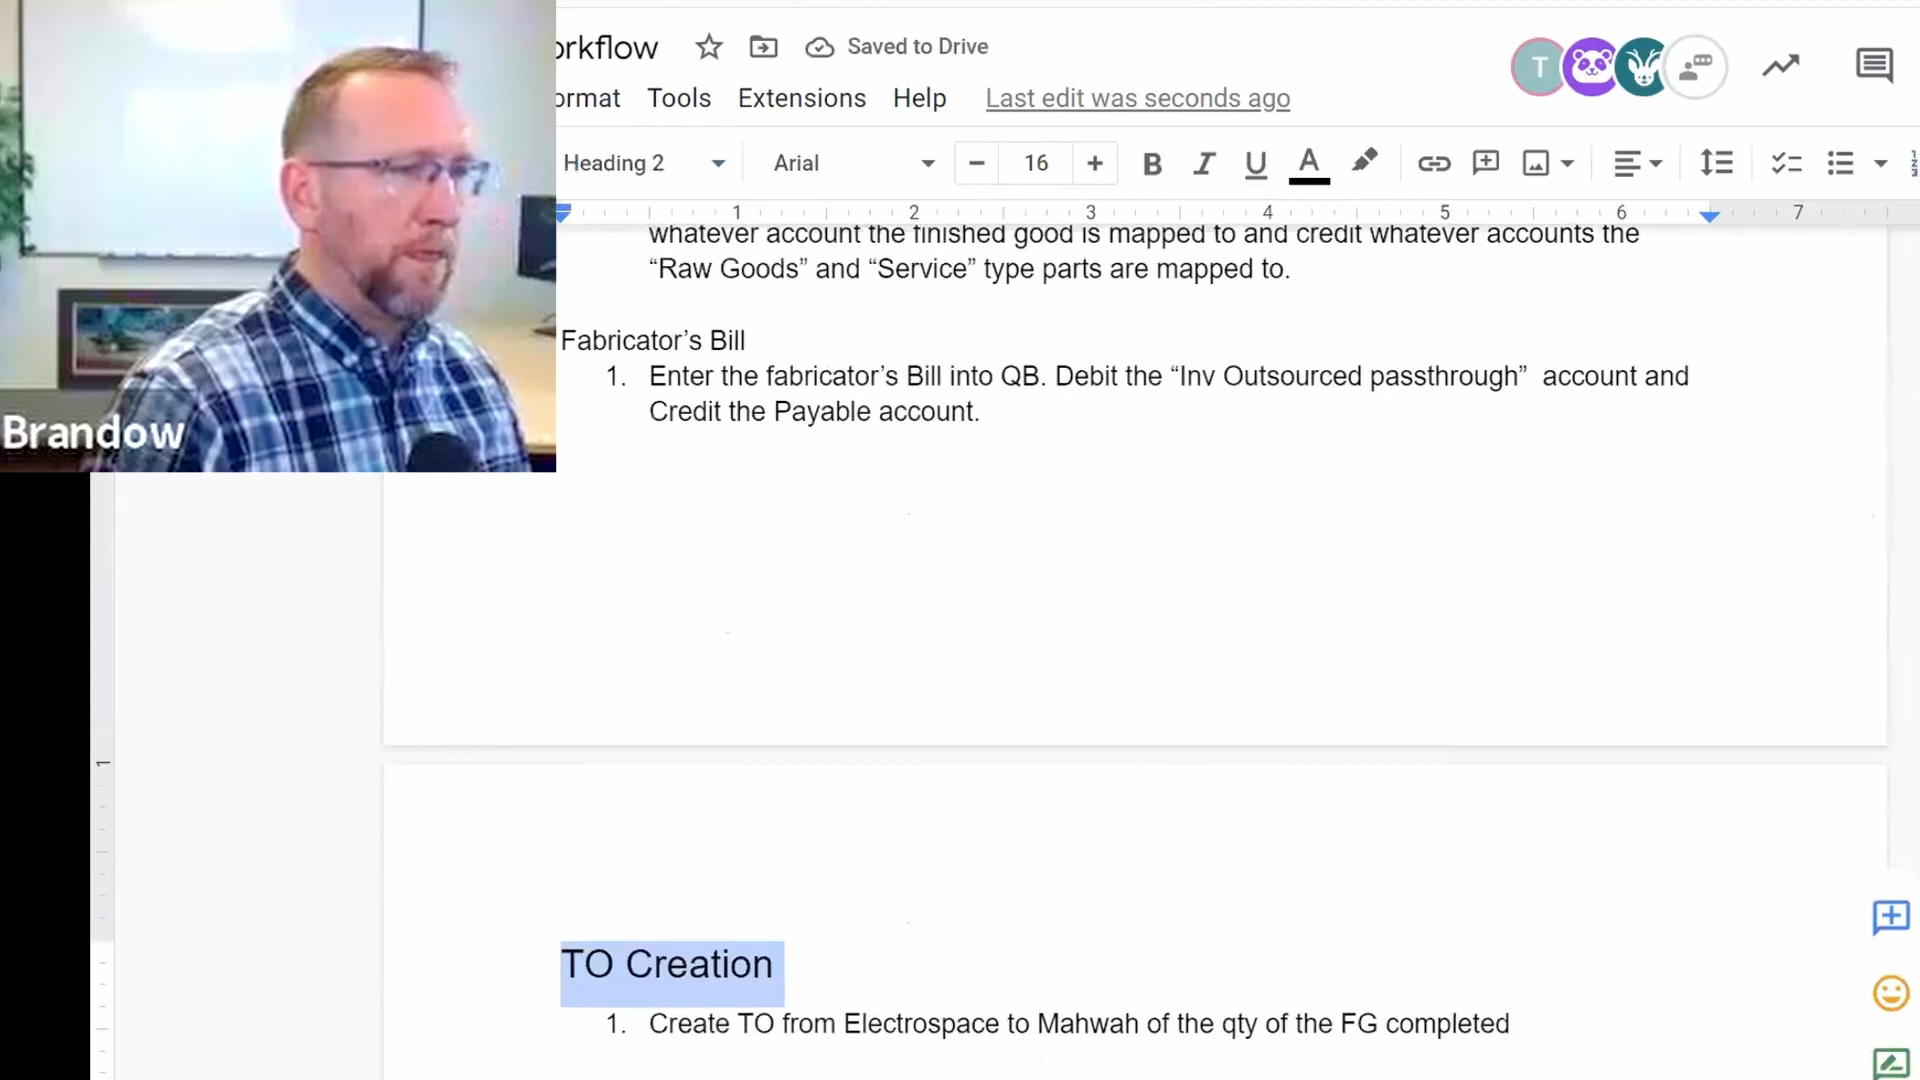 orkflow
Saved to Drive
T
ormat Tools Extensions Help Last edit was seconds ago
Heading 2 Arial − 16 + B I U A
1 2 3 4 5 6 7
whatever account the finished good is mapped to and credit whatever accounts the
“Raw Goods” and “Service” type parts are mapped to.
Fabricator’s Bill
1. Enter the fabricator’s Bill into QB. Debit the “Inv Outsourced passthrough” account and
Credit the Payable account.
Brandow
1
TO Creation
1. Create TO from Electrospace to Mahwah of the qty of the FG completed